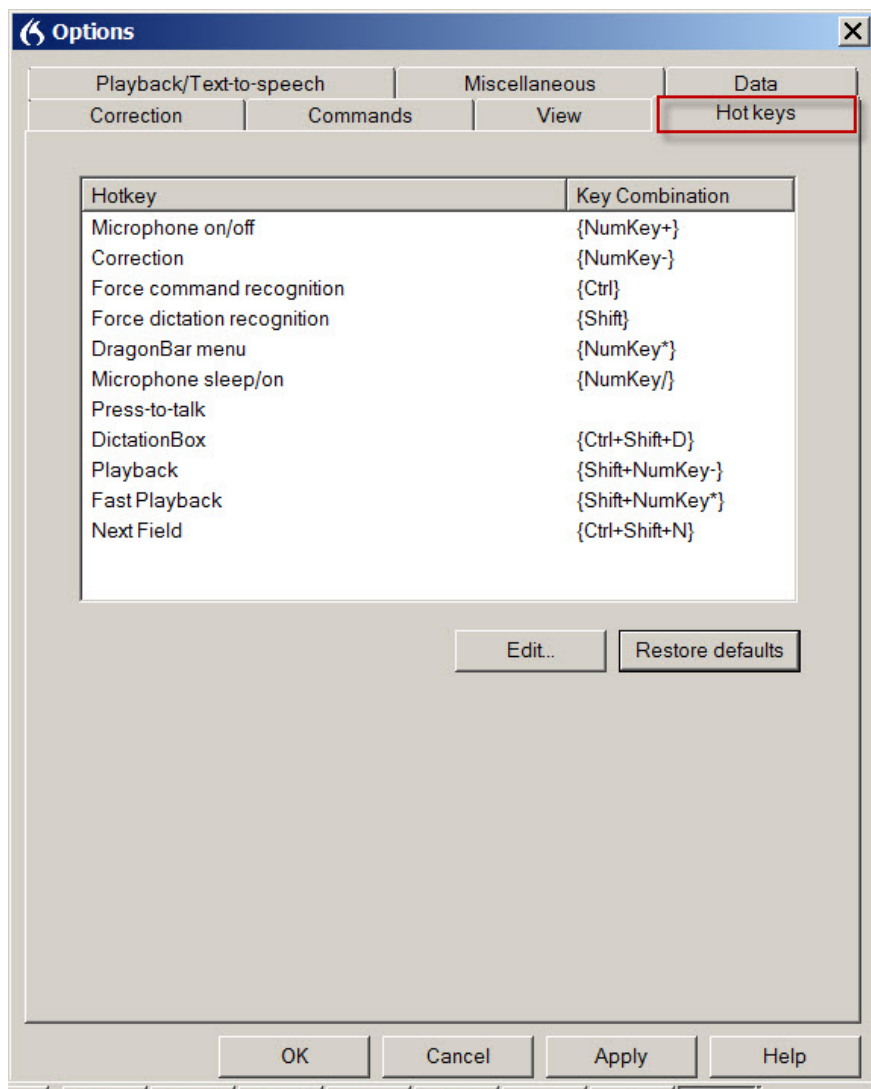 Options
Playback/Text-to-speech Miscellaneous Data
Correction Commands View Hot keys
Hotkey Key Combination
Microphone on/off {NumKey+}
Correction {NumKey-}
Force command recognition {Ctrl}
Force dictation recognition {Shift}
DragonBar menu {NumKey*}
Microphone sleep/on {NumKey/}
Press-to-talk
DictationBox {Ctrl+Shift+D}
Playback {Shift+NumKey-}
Fast Playback {Shift+NumKey*}
Next Field {Ctrl+Shift+N}
Edit... Restore defaults
OK Cancel Apply Help